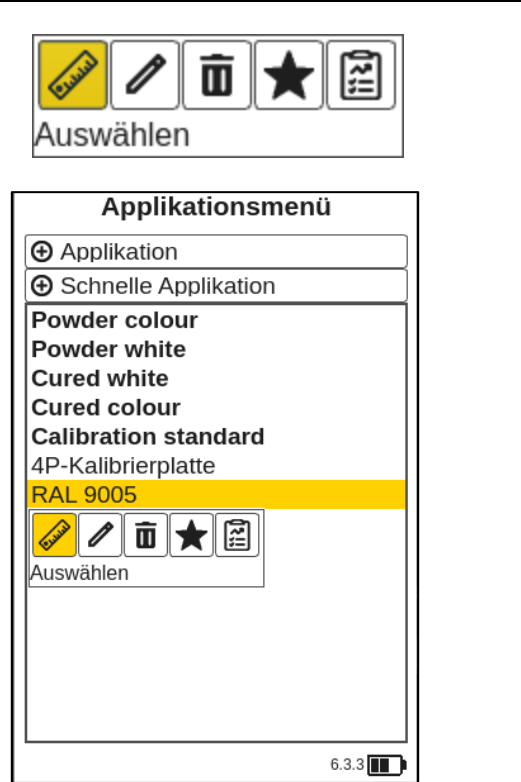 Auswählen
Applikationsmenü
Applikation
Schnelle Applikation
Powder colour
Powder white
Cured white
Cured colour
Calibration standard
4P-Kalibrierplatte
RAL 9005
Auswählen
6.3.3